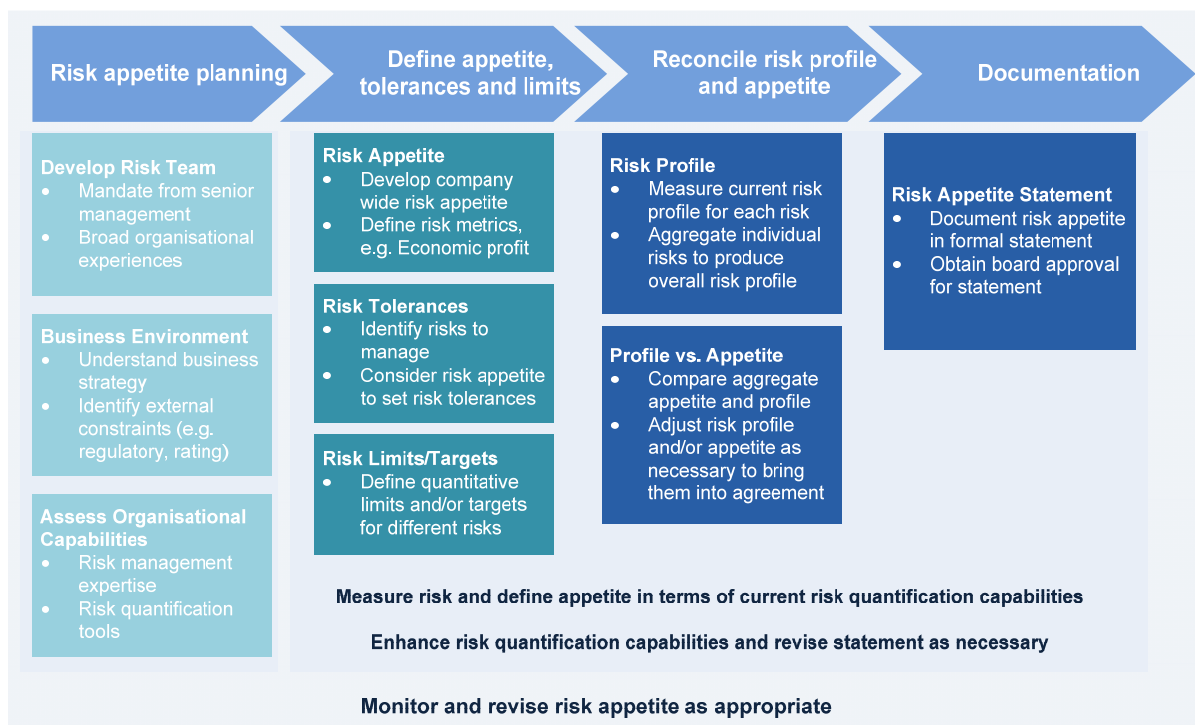 Risk appetite planning
Define appetite,
tolerances and limits
Reconcile risk profile
and appetite
Documentation
Develop Risk Team
• Mandate from senior
management
• Broad organisational
experiences
Business Environment
• Understand business
strategy
• Identify external
constraints (e.g.
regulatory, rating)
Assess Organisational
Capabilities
• Risk management
expertise
• Risk quantification
tools
Risk Appetite
• Develop company
wide risk appetite
• Define risk metrics,
e.g. Economic profit
Risk Tolerances
• Identify risks to
manage
• Consider risk appetite
to set risk tolerances
Risk Limits/Targets
• Define quantitative
limits and/or targets
for different risks
Risk Profile
• Measure current risk
profile for each risk
• Aggregate individual
risks to produce
overall risk profile
Profile vs. Appetite
• Compare aggregate
appetite and profile
• Adjust risk profile
and/or appetite as
necessary to bring
them into agreement
Risk Appetite Statement
• Document risk appetite
in formal statement
• Obtain board approval
for statement
Measure risk and define appetite in terms of current risk quantification capabilities
Enhance risk quantification capabilities and revise statement as necessary
Monitor and revise risk appetite as appropriate